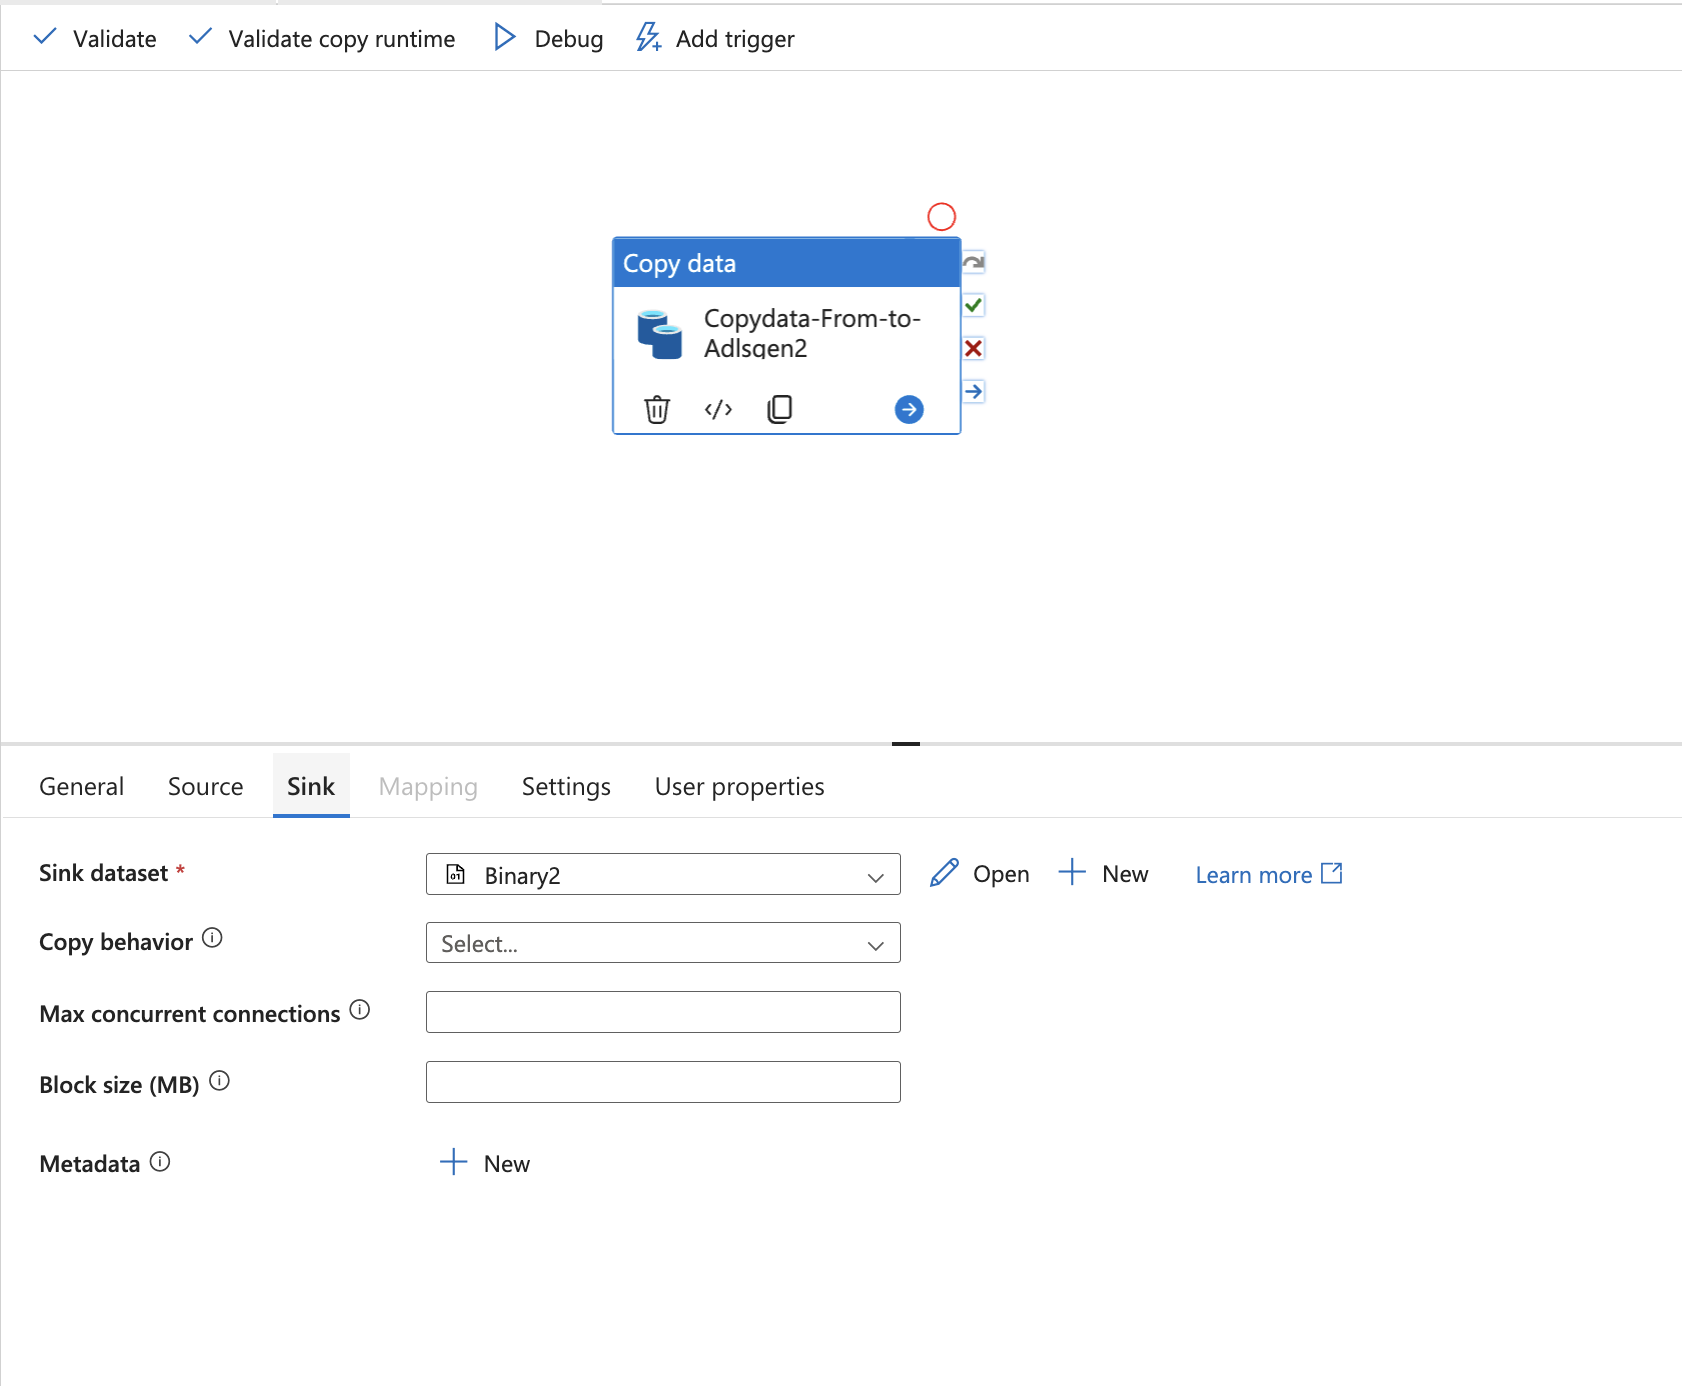 Validate Validate copy runtime Debug Add trigger
Copy data
Copydata-From-to-
Adlsgen2
General Source Sink Mapping Settings User properties
Sink dataset * Binary2 Open New Learn more
Copy behavior Select...
Max concurrent connections
Block size (MB)
Metadata New